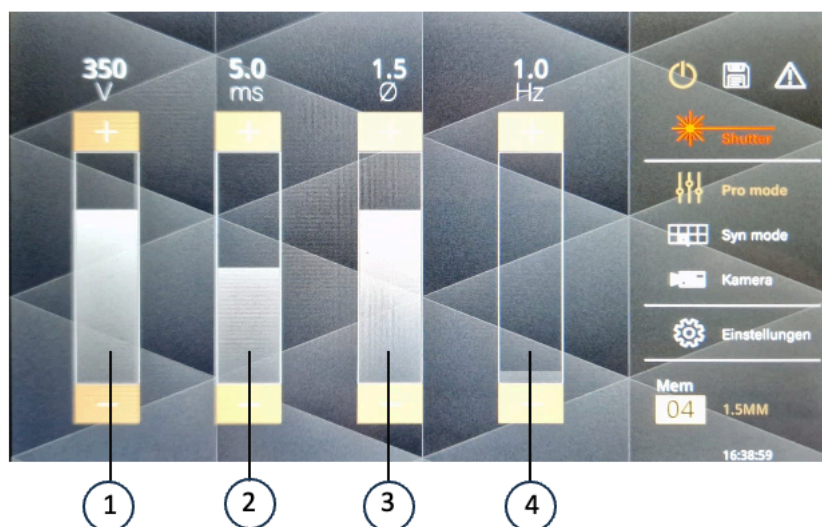 350
V
5.0
ms
1.5
Ø
1.0
Hz
Shutter
Pro mode
Syn mode
Kamera
Einstellungen
Mem
04 1.5MM
16:38:59
1 2 3 4